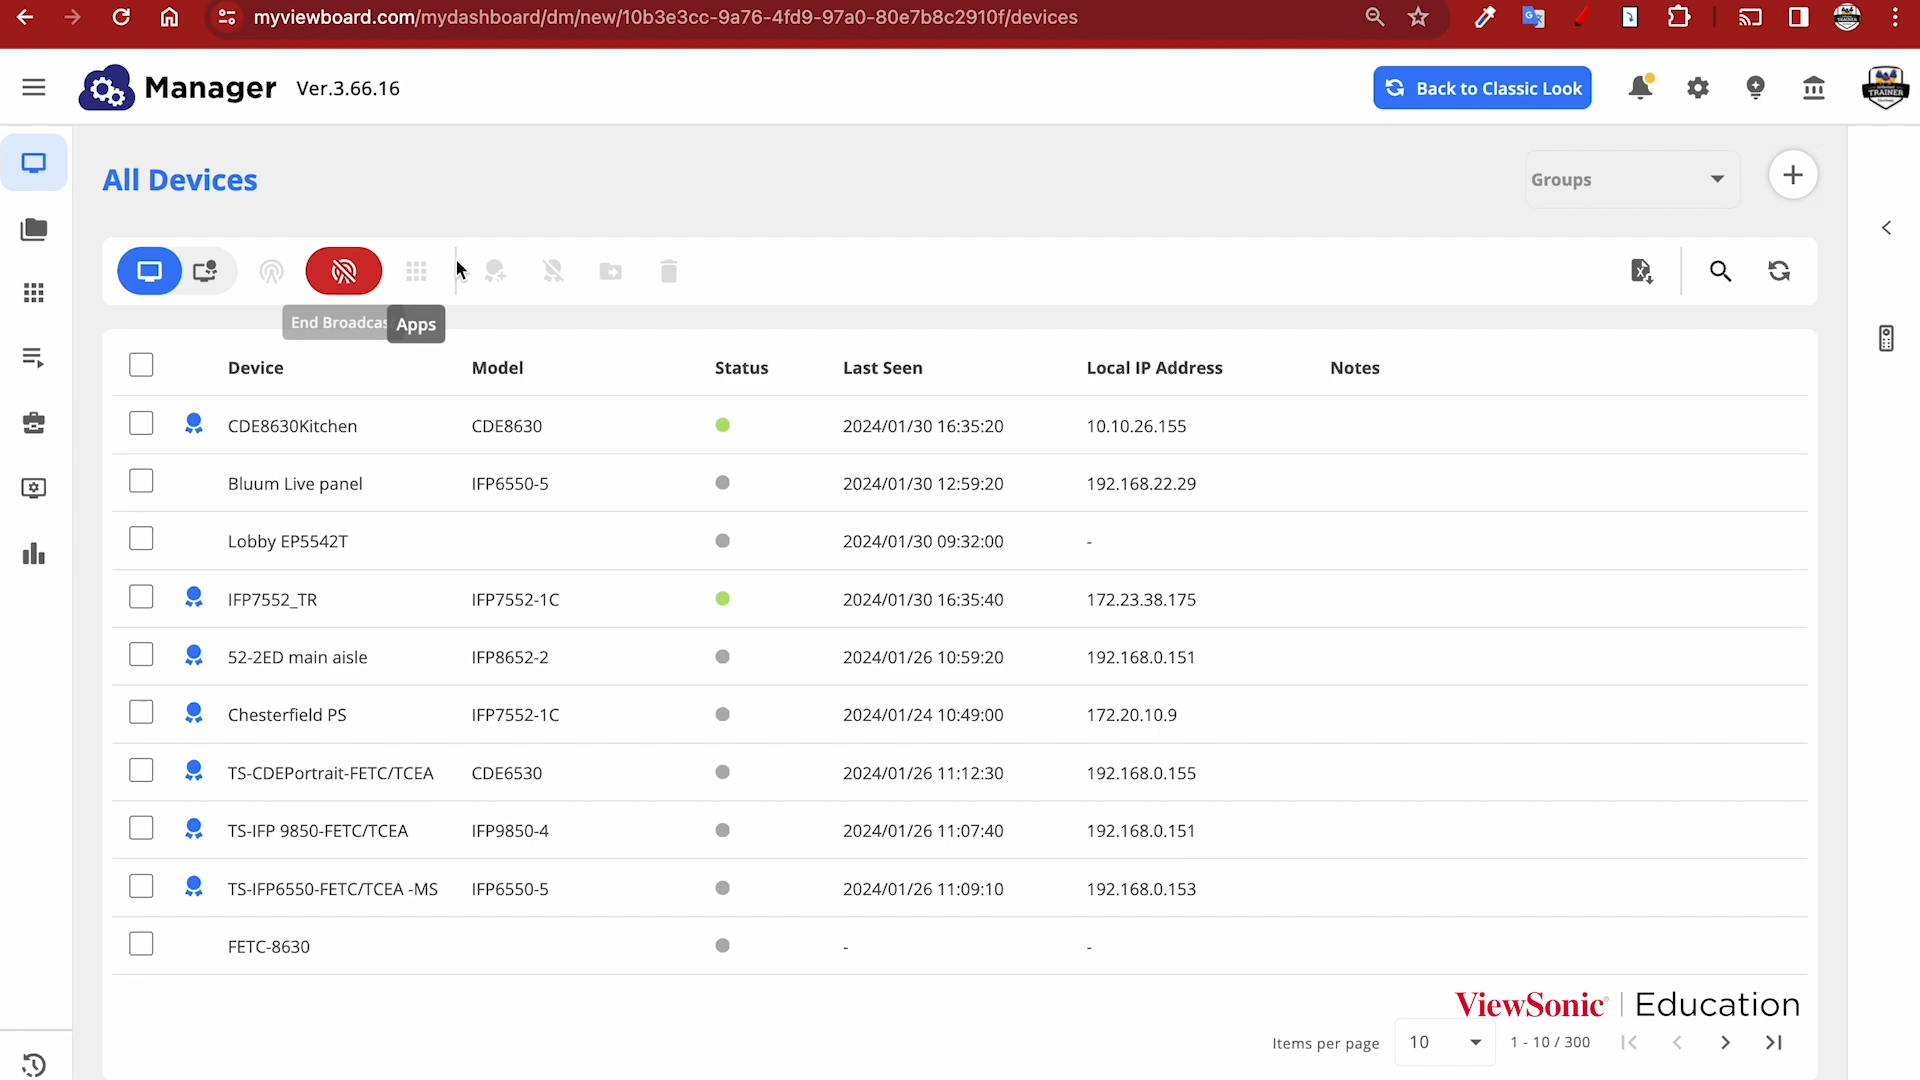 myviewboard.com/mydashboard/dm/new/10b3e3cc-9a76-4fd9-97a0-80e7b8c2910f/devices
Manager Ver.3.66.16
Back to Classic Look
TRAINER
All Devices
Groups
End Broadcas
Apps
Device Model Status Last Seen Local IP Address Notes
CDE8630Kitchen CDE8630 2024/01/30 16:35:20 10.10.26.155
Bluum Live panel IFP6550-5 2024/01/30 12:59:20 192.168.22.29
Lobby EP5542T 2024/01/30 09:32:00 -
IFP7552_TR IFP7552-1C 2024/01/30 16:35:40 172.23.38.175
52-2ED main aisle IFP8652-2 2024/01/26 10:59:20 192.168.0.151
Chesterfield PS IFP7552-1C 2024/01/24 10:49:00 172.20.10.9
TS-CDEPortrait-FETC/TCEA CDE6530 2024/01/26 11:12:30 192.168.0.155
TS-IFP 9850-FETC/TCEA IFP9850-4 2024/01/26 11:07:40 192.168.0.151
TS-IFP6550-FETC/TCEA -MS IFP6550-5 2024/01/26 11:09:10 192.168.0.153
FETC-8630 - -
ViewSonic | Education
Items per page 10 1 - 10 / 300